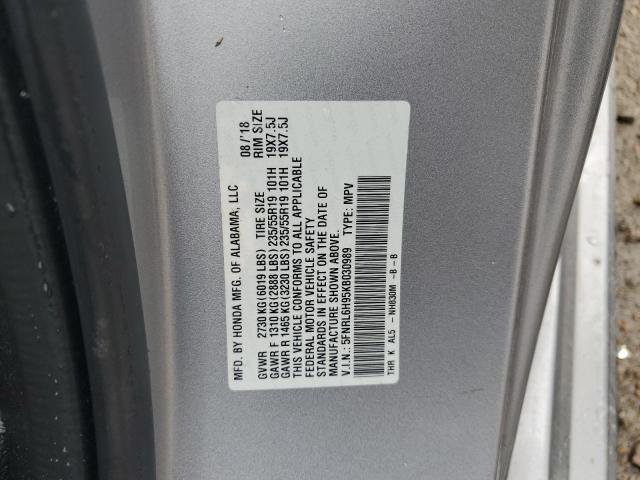 MFD. BY HONDA MFG. OF ALABAMA, LLC 08/'18
GVWR 2730 KG(6019 LBS) TIRE SIZE RIM SIZE
GAWR F 1310 KG(2888 LBS) 235/55R19 101H 19X7.5J
GAWR R 1465 KG(3230 LBS) 235/55R19 101H 19X7.5J
THIS VEHICLE CONFORMS TO ALL APPLICABLE
FEDERAL MOTOR VEHICLE SAFETY
STANDARDS IN EFFECT ON THE DATE OF
MANUFACTURE SHOWN ABOVE.
V.I.N.: 5FNRL6H95KB030989 TYPE: MPV
THR K AL5 - NH830M -B -B